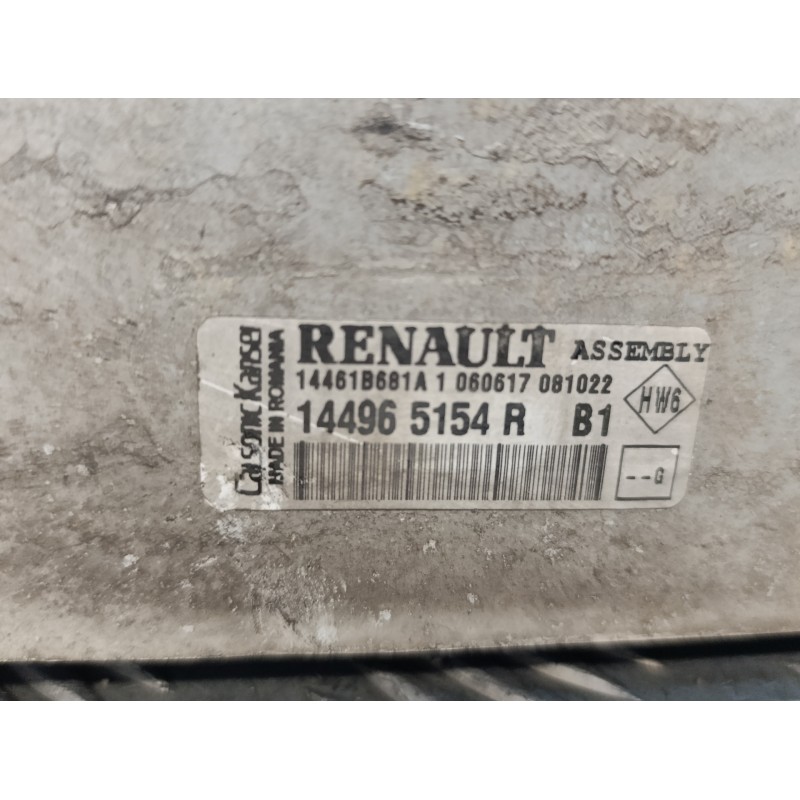 Calsonic Kansei
MADE IN ROMANIA
RENAULT ASSEMBLY
14461B681A 1 060617 081022
14496 5154 R B1
HW6
--G